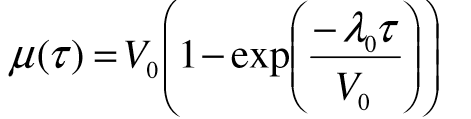 μ(τ) = V₀(1 − exp(−λ₀τ / V₀))